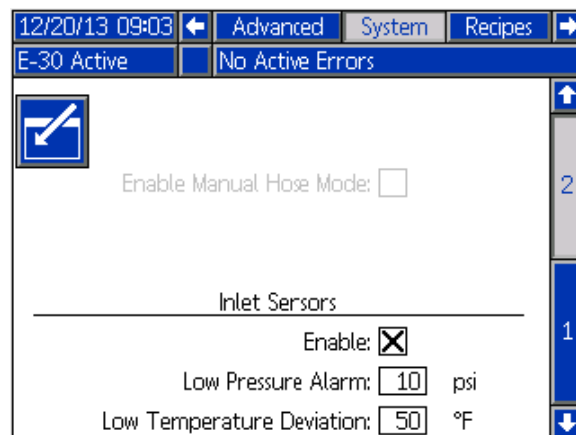 12/20/13 09:03 Advanced System Recipes
E-30 Active No Active Errors
Enable Manual Hose Mode:
2
Inlet Sersors
Enable:
1
Low Pressure Alarm: 10 psi
Low Temperature Deviation: 50 °F